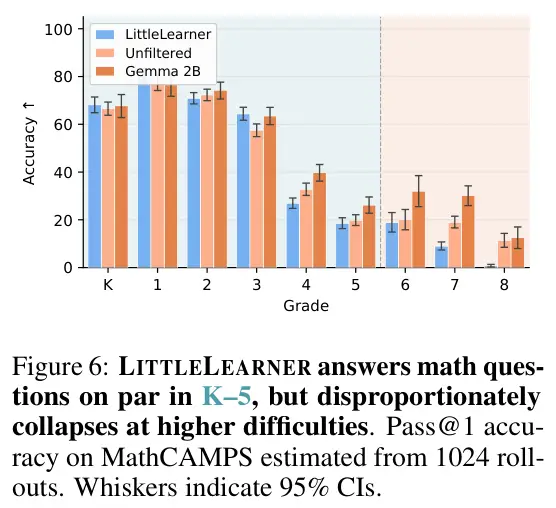 100
80
60
40
20
0
Accuracy ↑
LittleLearner
Unfiltered
Gemma 2B
K 1 2 3 4 5 6 7 8
Grade
Figure 6: LITTLELEARNER answers math ques-
tions on par in K–5, but disproportionately
collapses at higher difficulties. Pass@1 accu-
racy on MathCAMPS estimated from 1024 roll-
outs. Whiskers indicate 95% CIs.